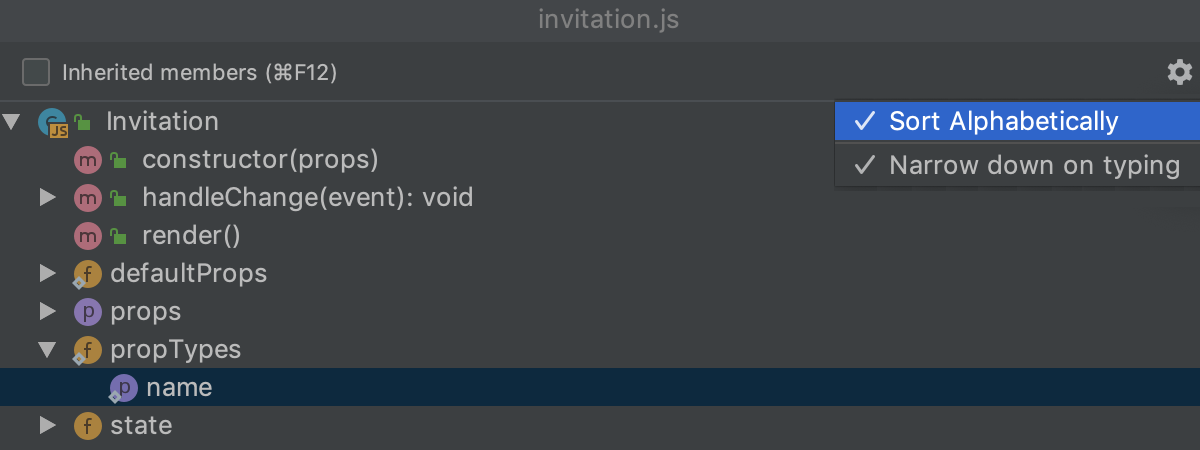 invitation.js
Inherited members (⌘F12)
JS Invitation
Sort Alphabetically
m constructor(props)
Narrow down on typing
m handleChange(event): void
m render()
f defaultProps
p props
f propTypes
p name
f state